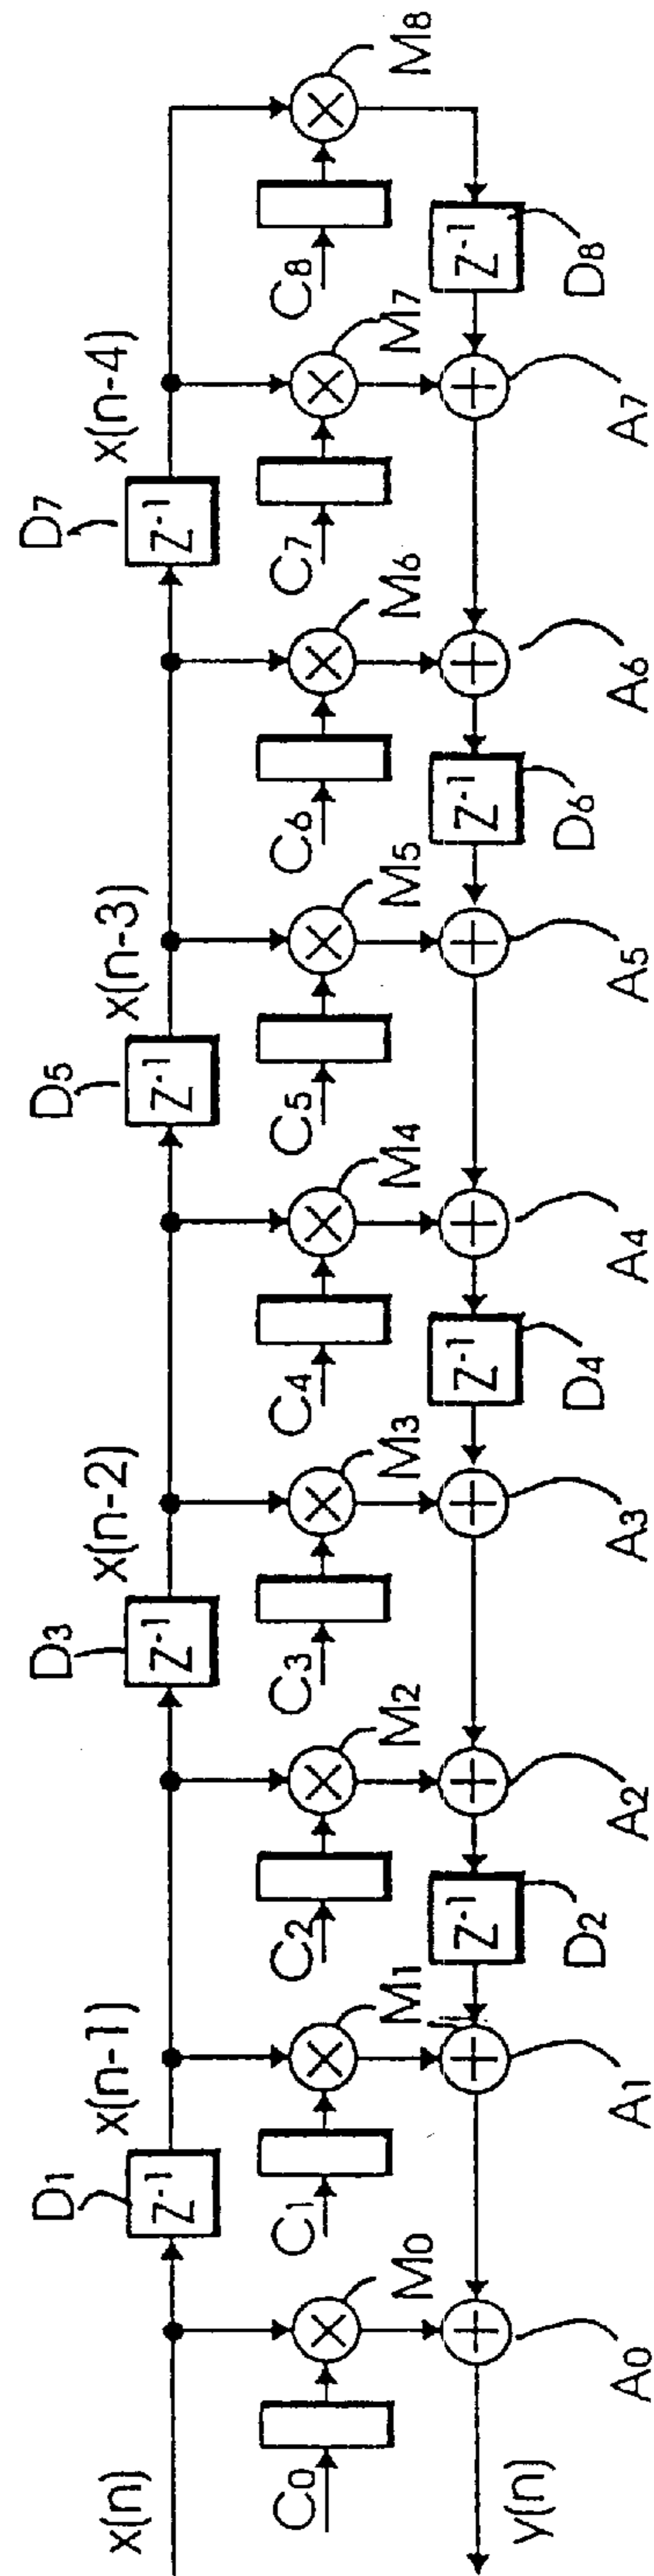 D1 D3 D5 D7
x(n) x(n-1) x(n-2) x(n-3) x(n-4)
Z-1 Z-1 Z-1 Z-1
C0 C1 C2 C3 C4 C5 C6 C7 C8
M0 M1 M2 M3 M4 M5 M6 M7 M8
y(n) Z-1 Z-1 Z-1 Z-1
D2 D4 D6 D8
A0 A1 A2 A3 A4 A5 A6 A7